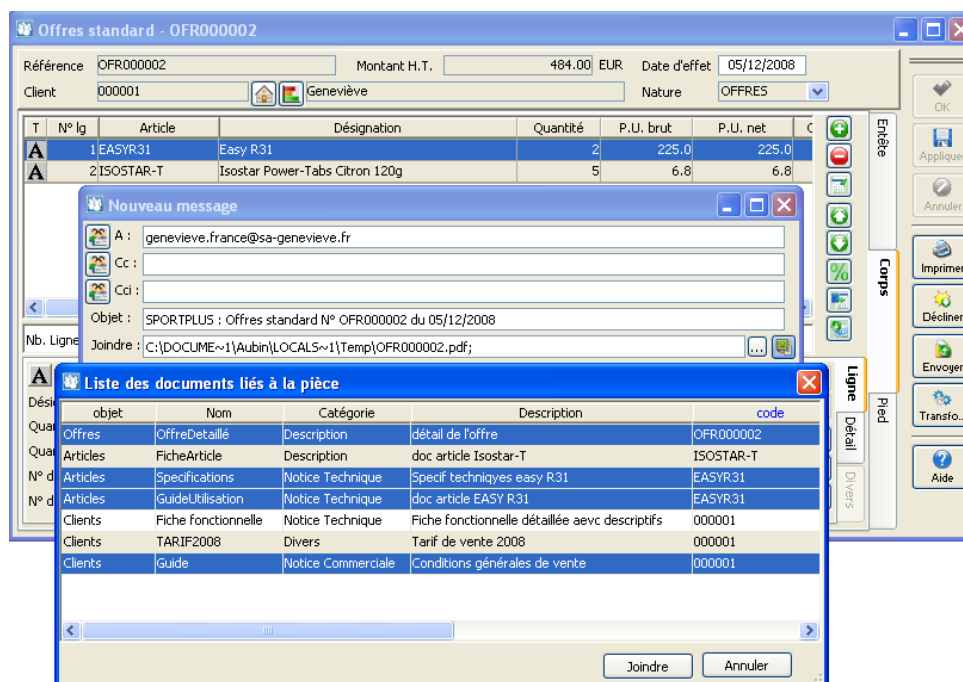 Offres standard - OFR000002
Référence OFR000002 Montant H.T. 484.00 EUR Date d'effet 05/12/2008
Client 000001 Geneviève Nature OFFRES
T N° lg Article Désignation Quantité P.U. brut P.U. net
A 1 EASYR31 Easy R31 2 225.0 225.0
A 2 ISOSTAR-T Isostar Power-Tabs Citron 120g 5 6.8 6.8
Entête
Corps
Pied
OK
Appliquer
Annuler
Imprimer
Décliner
Envoyer
Transfo..
Aide
Nouveau message
A : genevieve.france@sa-genevieve.fr
Cc :
Cci :
Objet : SPORTPLUS : Offres standard N° OFR000002 du 05/12/2008
Joindre : C:\DOCUME~1\Aubin\LOCALS~1\Temp\OFR000002.pdf; ...
Nb. Ligne
A
Dési
Qua
Qua
N° d
N° d
Ligne
Détail
Divers
Liste des documents liés à la pièce
objet Nom Catégorie Description code
Offres OffreDetaillé Description détail de l'offre OFR000002
Articles FicheArticle Description doc article Isostar-T ISOSTAR-T
Articles Specifications Notice Technique Specif techniqyes easy R31 EASYR31
Articles GuideUtilisation Notice Technique doc article EASY R31 EASYR31
Clients Fiche fonctionnelle Notice Technique Fiche fonctionnelle détaillée aevc descriptifs 000001
Clients TARIF2008 Divers Tarif de vente 2008 000001
Clients Guide Notice Commerciale Conditions générales de vente 000001
Joindre Annuler